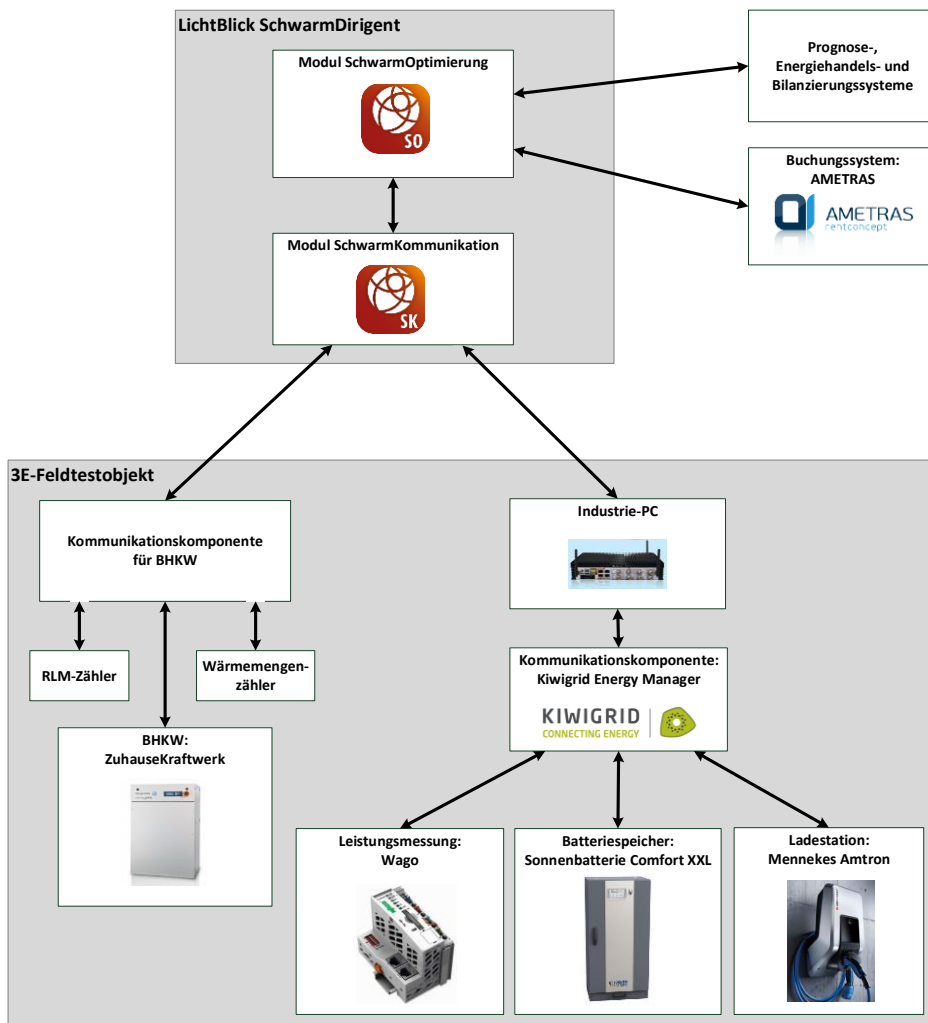 LichtBlick SchwarmDirigent
Modul SchwarmOptimierung
SO
Prognose-,
Energiehandels- und
Bilanzierungssysteme
Buchungssystem:
AMETRAS
AMETRAS
rentconcept
Modul SchwarmKommunikation
SK
3E-Feldtestobjekt
Kommunikationskomponente
für BHKW
Industrie-PC
RLM-Zähler
Wärmemengen-
zähler
Kommunikationskomponente:
Kiwigrid Energy Manager
KIWIGRID
CONNECTING ENERGY
BHKW:
ZuhauseKraftwerk
Leistungsmessung:
Wago
Batteriespeicher:
Sonnenbatterie Comfort XXL
Ladestation:
Mennekes Amtron